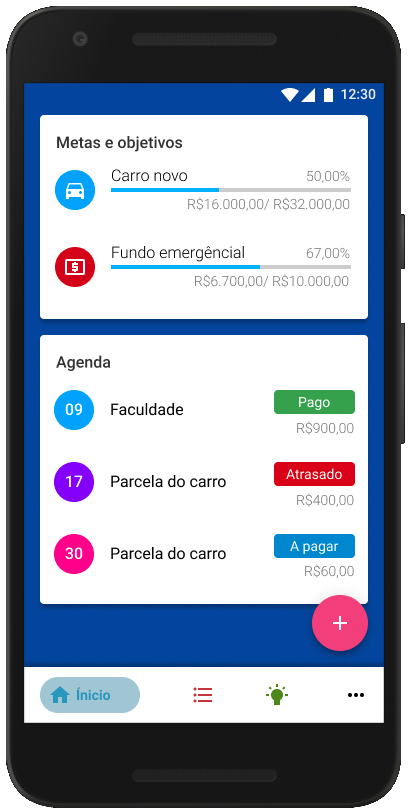 12:30
Metas e objetivos
Carro novo 50,00%
R$16.000,00/ R$32.000,00
Fundo emergêncial 67,00%
R$6.700,00/ R$10.000,00
Agenda
09 Faculdade Pago
R$900,00
17 Parcela do carro Atrasado
R$400,00
30 Parcela do carro A pagar
R$60,00
+
Ínicio